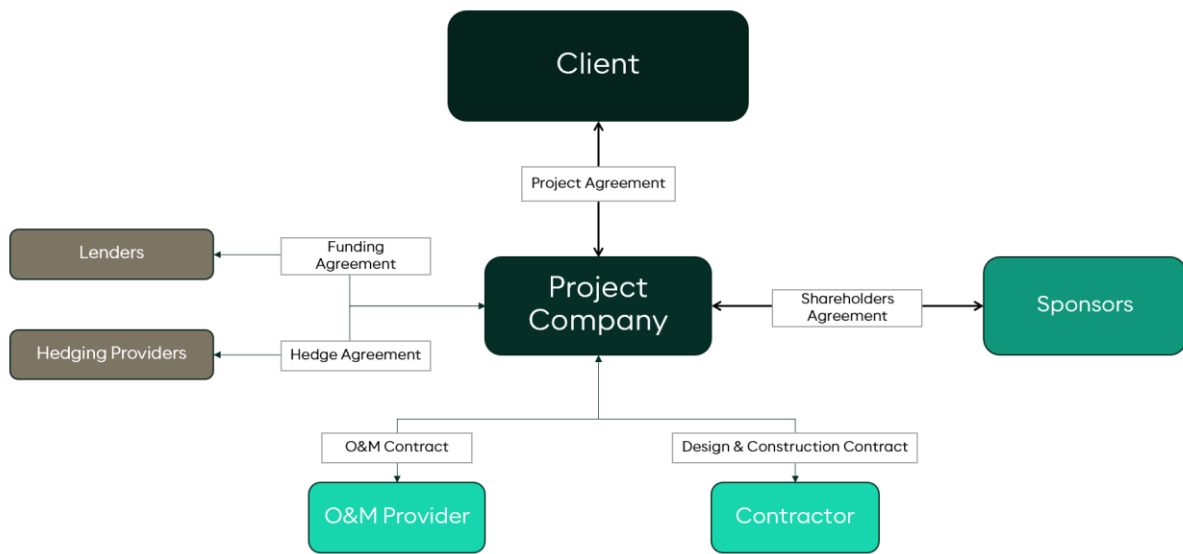 Client
Project Agreement
Lenders
Funding
Agreement
Project
Company
Shareholders
Agreement
Sponsors
Hedging Providers
Hedge Agreement
O&M Contract
Design & Construction Contract
O&M Provider
Contractor